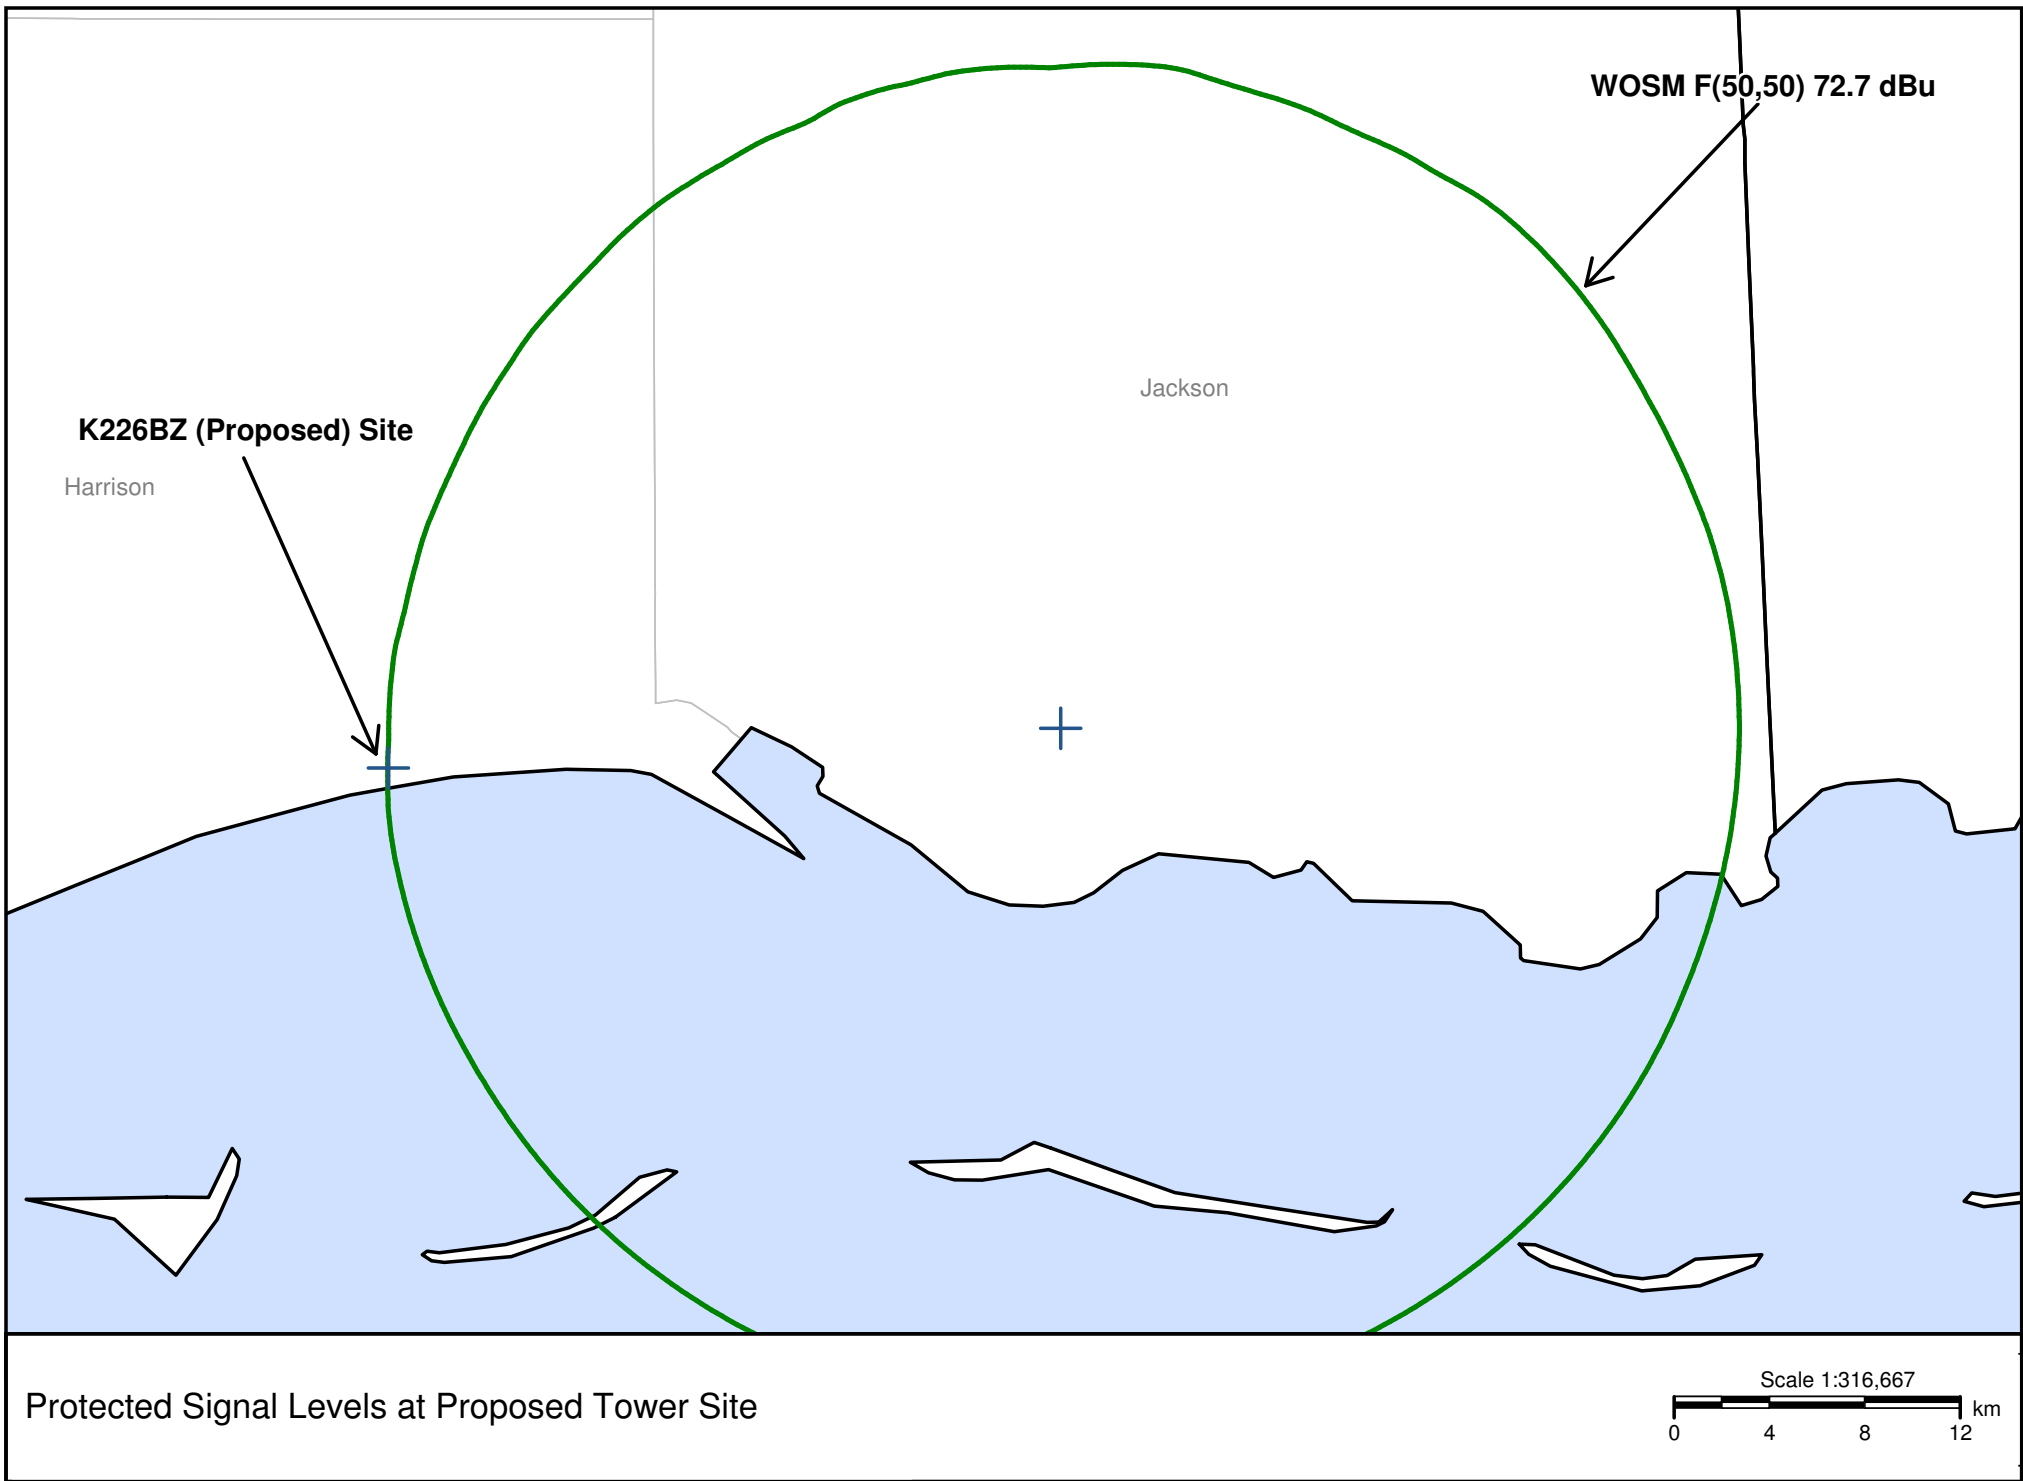 WOSM F(50,50) 72.7 dBu
Jackson
K226BZ (Proposed) Site
Harrison
Protected Signal Levels at Proposed Tower Site
Scale 1:316,667
km
0 4 8 12